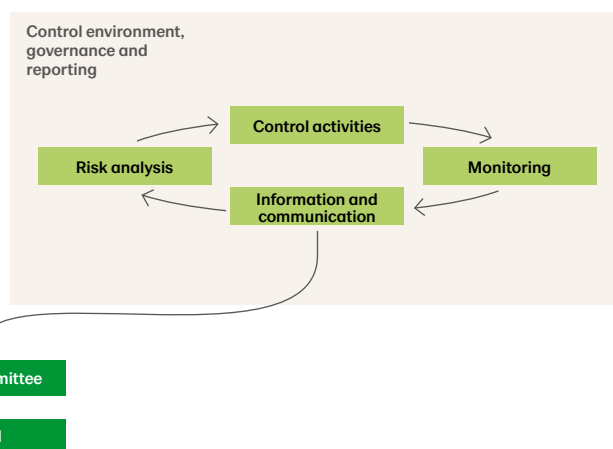 Control environment,
governance and
reporting
Control activities
Risk analysis
Monitoring
Information and
communication